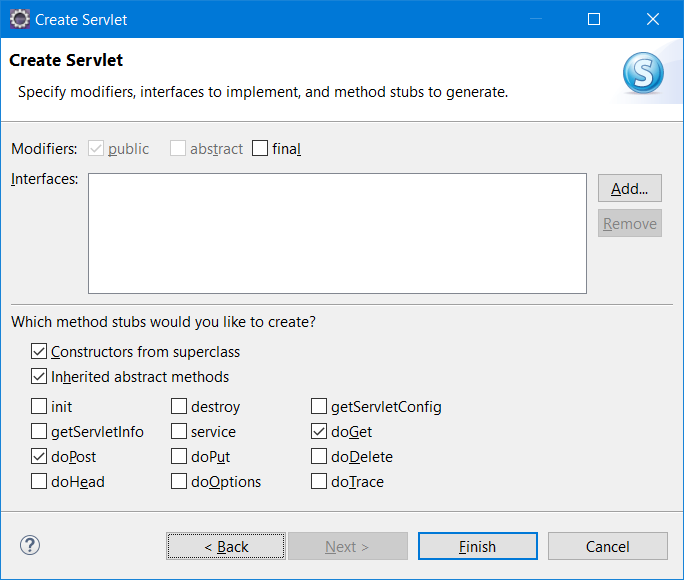 Create Servlet
Create Servlet
Specify modifiers, interfaces to implement, and method stubs to generate.
Modifiers: public abstract final
Interfaces:
Add...
Remove
Which method stubs would you like to create?
Constructors from superclass
Inherited abstract methods
init destroy getServletConfig
getServletInfo service doGet
doPost doPut doDelete
doHead doOptions doTrace
? < Back Next > Finish Cancel